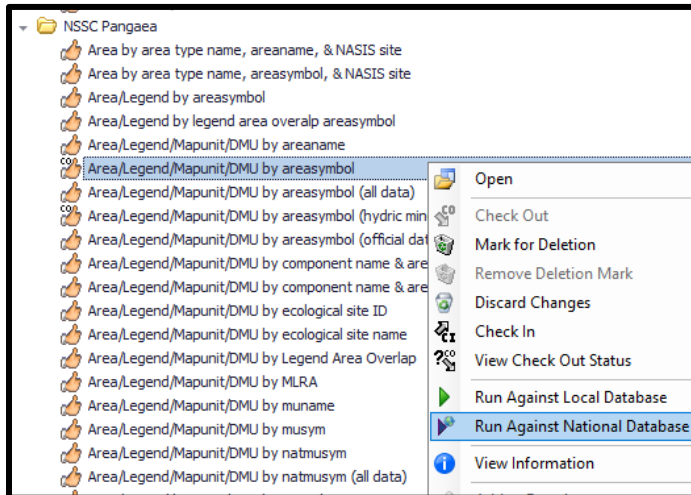 NSSC Pangaea
Area by area type name, areaname, & NASIS site
Area by area type name, areasymbol, & NASIS site
Area/Legend by areasymbol
Area/Legend by legend area overalp areasymbol
Area/Legend/Mapunit/DMU by areaname
Area/Legend/Mapunit/DMU by areasymbol
Area/Legend/Mapunit/DMU by areasymbol (all data)
Area/Legend/Mapunit/DMU by areasymbol (hydric min
Area/Legend/Mapunit/DMU by areasymbol (official dat
Area/Legend/Mapunit/DMU by component name & are
Area/Legend/Mapunit/DMU by component name & are
Area/Legend/Mapunit/DMU by ecological site ID
Area/Legend/Mapunit/DMU by ecological site name
Area/Legend/Mapunit/DMU by Legend Area Overlap
Area/Legend/Mapunit/DMU by MLRA
Area/Legend/Mapunit/DMU by muname
Area/Legend/Mapunit/DMU by musym
Area/Legend/Mapunit/DMU by natmusym
Area/Legend/Mapunit/DMU by natmusym (all data)
Open
Check Out
Mark for Deletion
Remove Deletion Mark
Discard Changes
Check In
View Check Out Status
Run Against Local Database
Run Against National Database
View Information